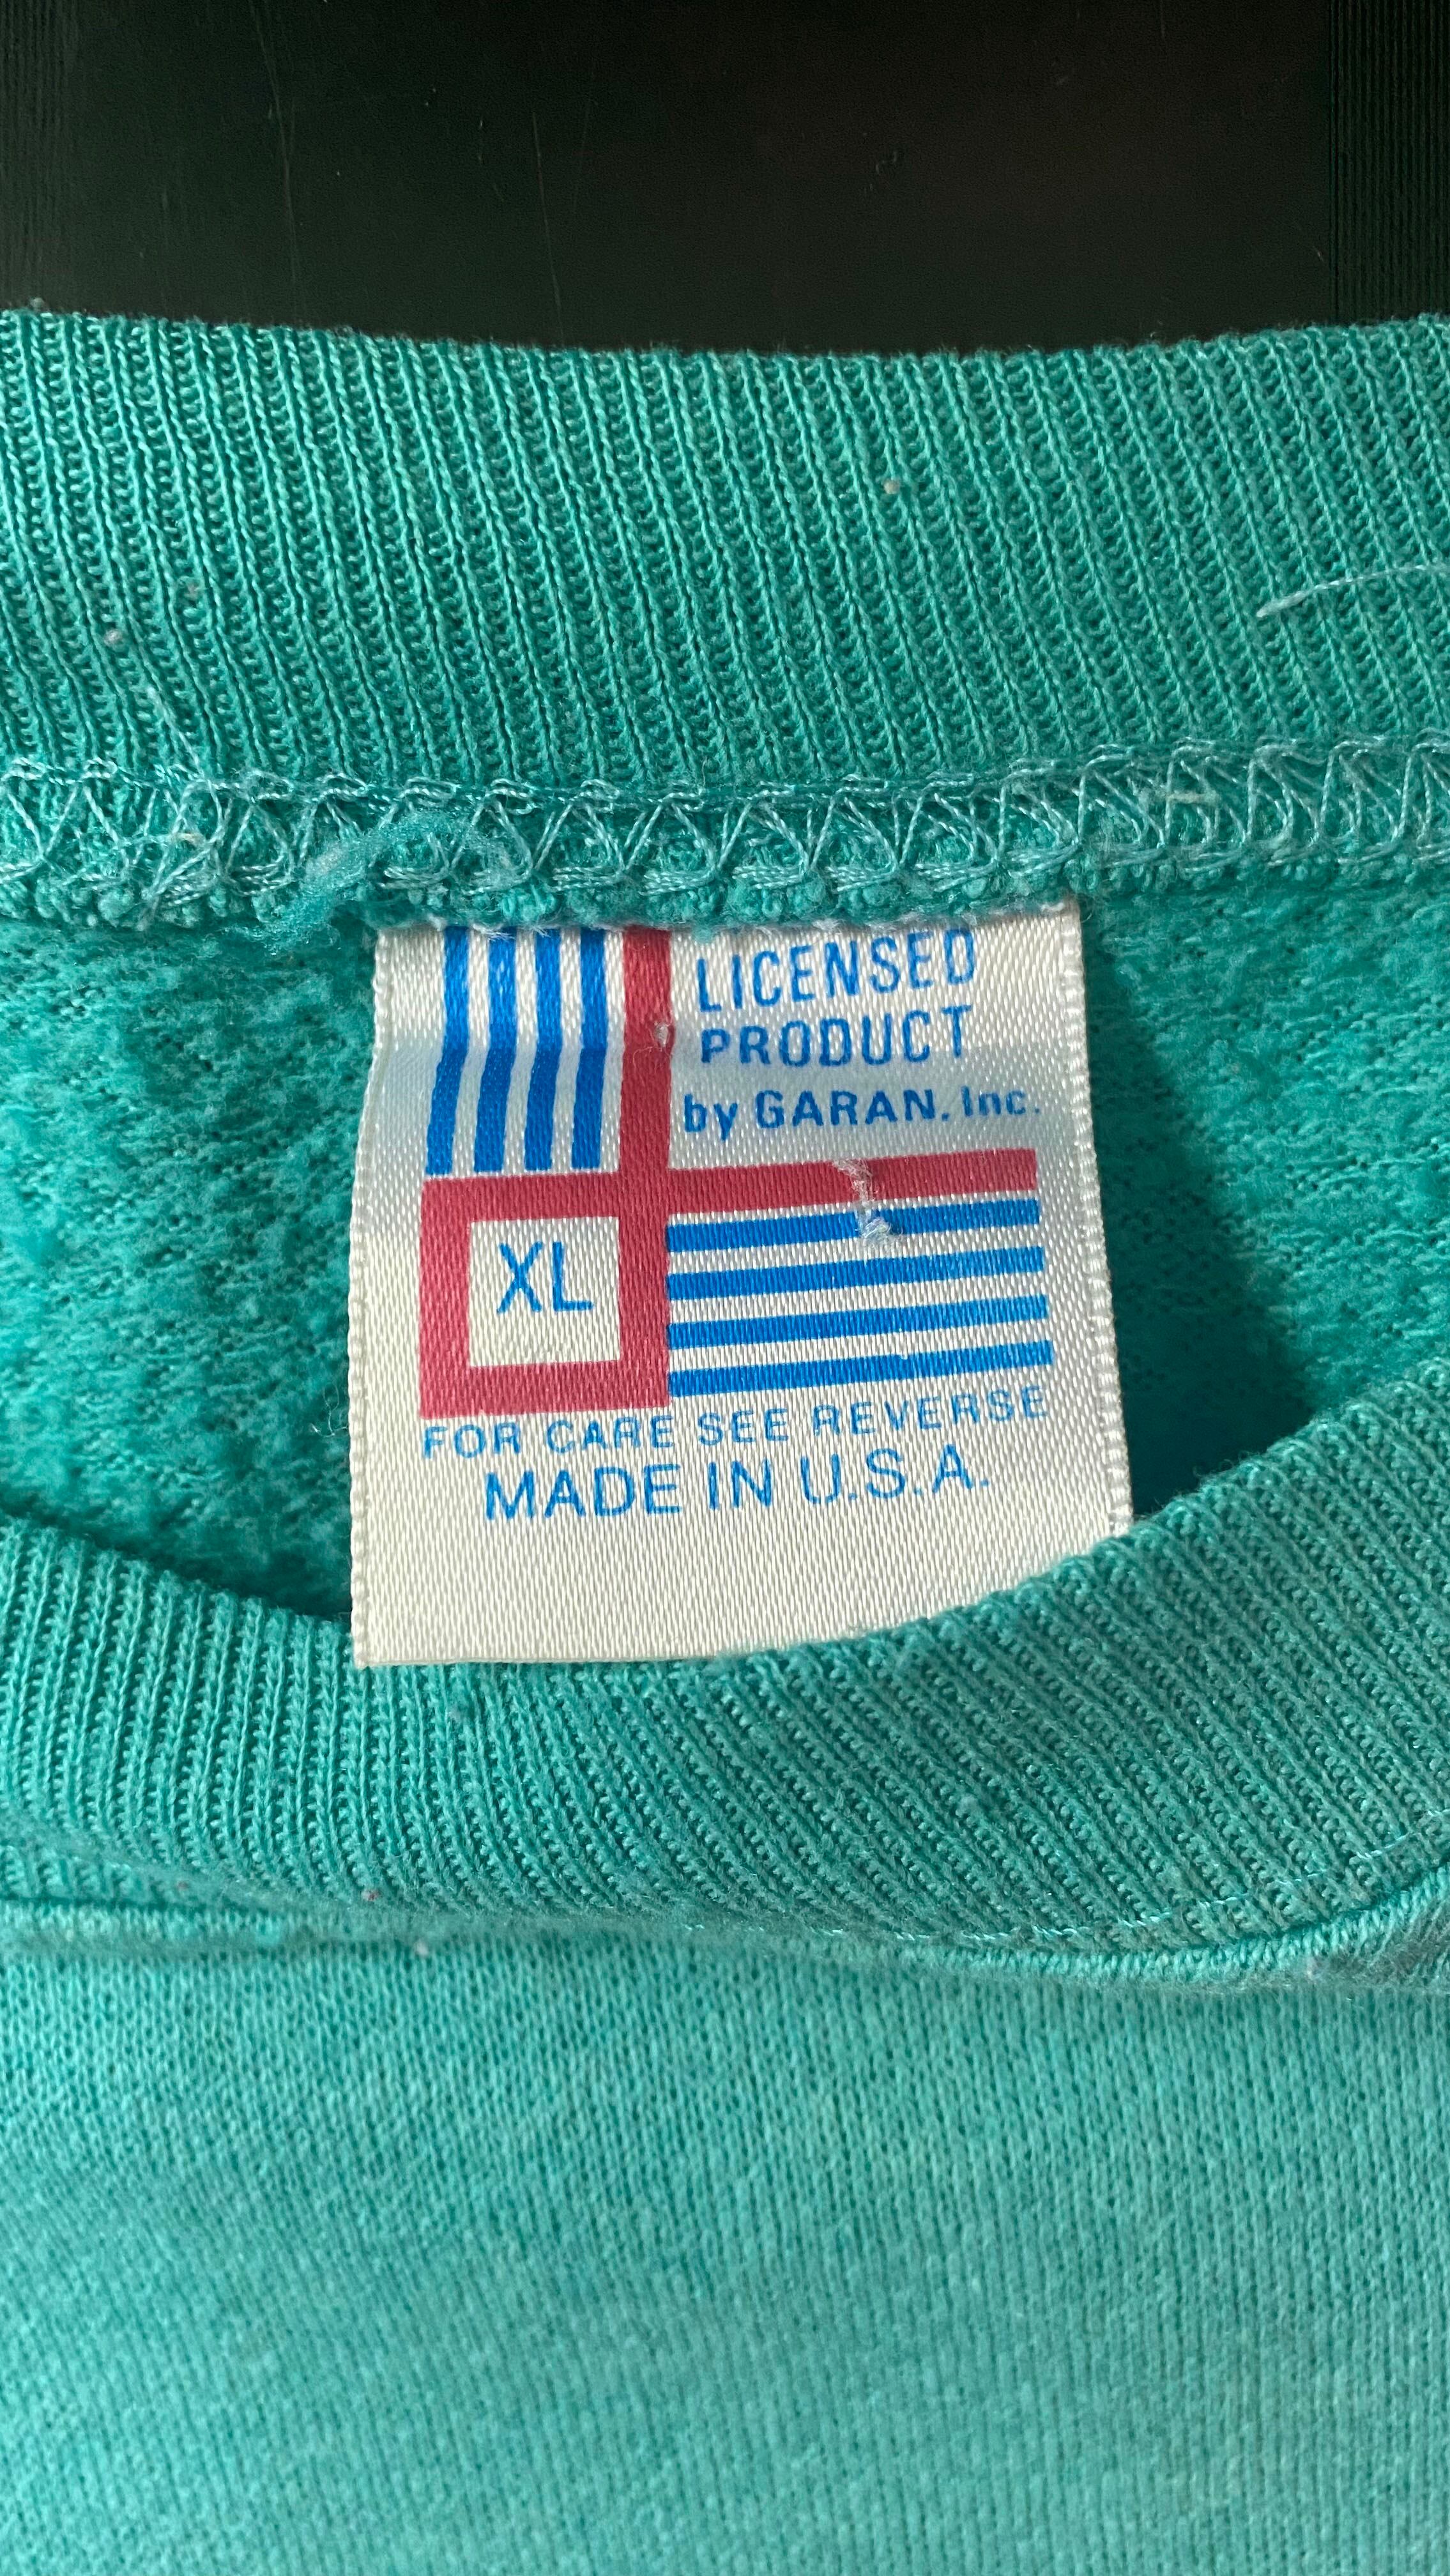 LICENSED
PRODUCT
by GARAN, Inc.
XL
FOR CARE SEE REVERSE
MADE IN U.S.A.